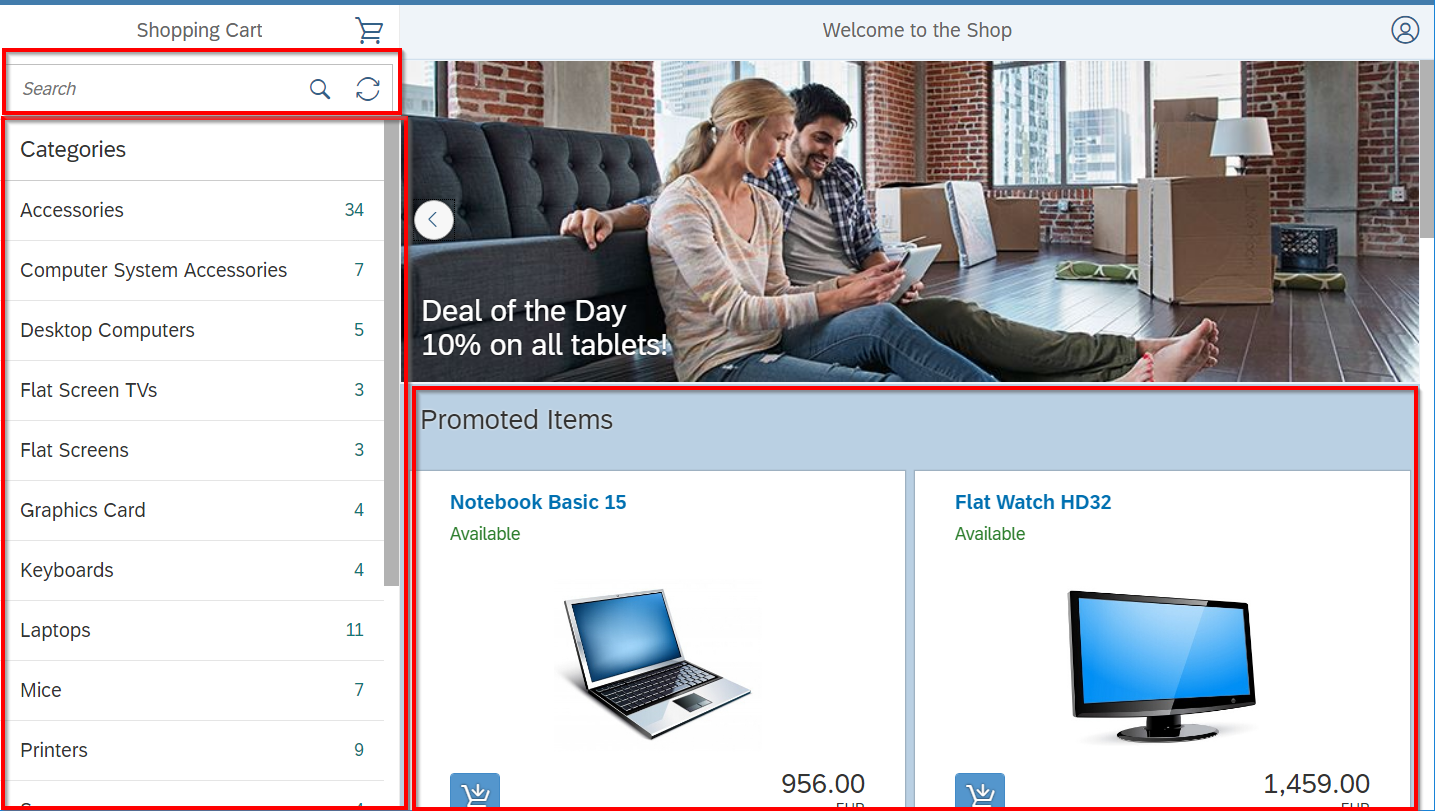 Shopping Cart
Welcome to the Shop
Search
Categories
Accessories 34
Computer System Accessories 7
Desktop Computers 5
Flat Screen TVs 3
Flat Screens 3
Graphics Card 4
Keyboards 4
Laptops 11
Mice 7
Printers 9
Deal of the Day
10% on all tablets!
Promoted Items
Notebook Basic 15
Available
956.00
EUR
Flat Watch HD32
Available
1,459.00
EUR